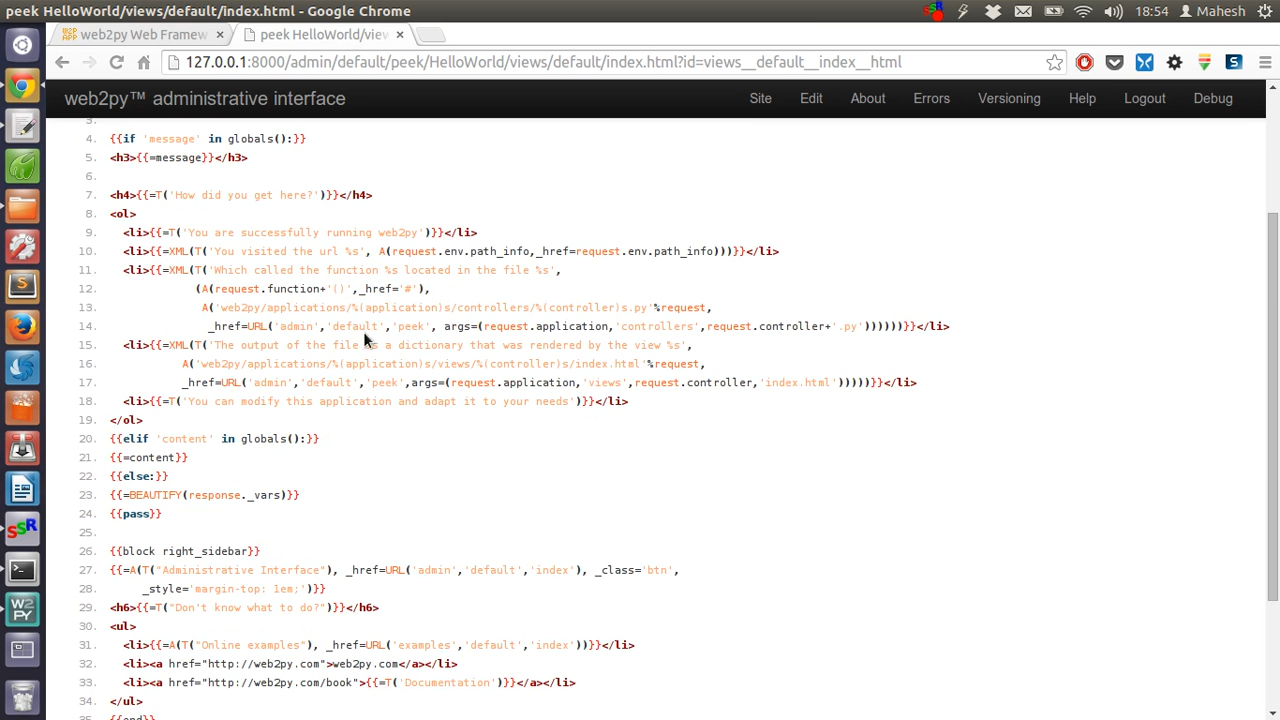 peek HelloWorld/views/default/index.html - Google Chrome
18:54 Mahesh
web2py Web Framew
peek HelloWorld/view
127.0.0.1:8000/admin/default/peek/HelloWorld/views/default/index.html?id=views__default__index__html
web2py™ administrative interface
Site Edit About Errors Versioning Help Logout Debug
3.
4. {{if 'message' in globals():}}
5. <h3>{{=message}}</h3>
6.
7. <h4>{{=T('How did you get here?')}}</h4>
8. <ol>
9. <li>{{=T('You are successfully running web2py')}}</li>
10. <li>{{=XML(T('You visited the url %s', A(request.env.path_info,_href=request.env.path_info)))}}</li>
11. <li>{{=XML(T('Which called the function %s located in the file %s',
12. (A(request.function+'()',_href='#'),
13. A('web2py/applications/%(application)s/controllers/%(controller)s.py'%request,
14. _href=URL('admin','default','peek', args=(request.application,'controllers',request.controller+'.py'))))))}}</li>
15. <li>{{=XML(T('The output of the file is a dictionary that was rendered by the view %s',
16. A('web2py/applications/%(application)s/views/%(controller)s/index.html'%request,
17. _href=URL('admin','default','peek',args=(request.application,'views',request.controller,'index.html')))))}}</li>
18. <li>{{=T('You can modify this application and adapt it to your needs')}}</li>
19. </ol>
20. {{elif 'content' in globals():}}
21. {{=content}}
22. {{else:}}
23. {{=BEAUTIFY(response._vars)}}
24. {{pass}}
25.
26. {{block right_sidebar}}
27. {{=A(T("Administrative Interface"), _href=URL('admin','default','index'), _class='btn',
28. _style='margin-top: 1em;')}}
29. <h6>{{=T("Don't know what to do?")}}</h6>
30. <ul>
31. <li>{{=A(T("Online examples"), _href=URL('examples','default','index'))}}</li>
32. <li><a href="http://web2py.com">web2py.com</a></li>
33. <li><a href="http://web2py.com/book">{{=T('Documentation')}}</a></li>
34. </ul>
35. {{end}}